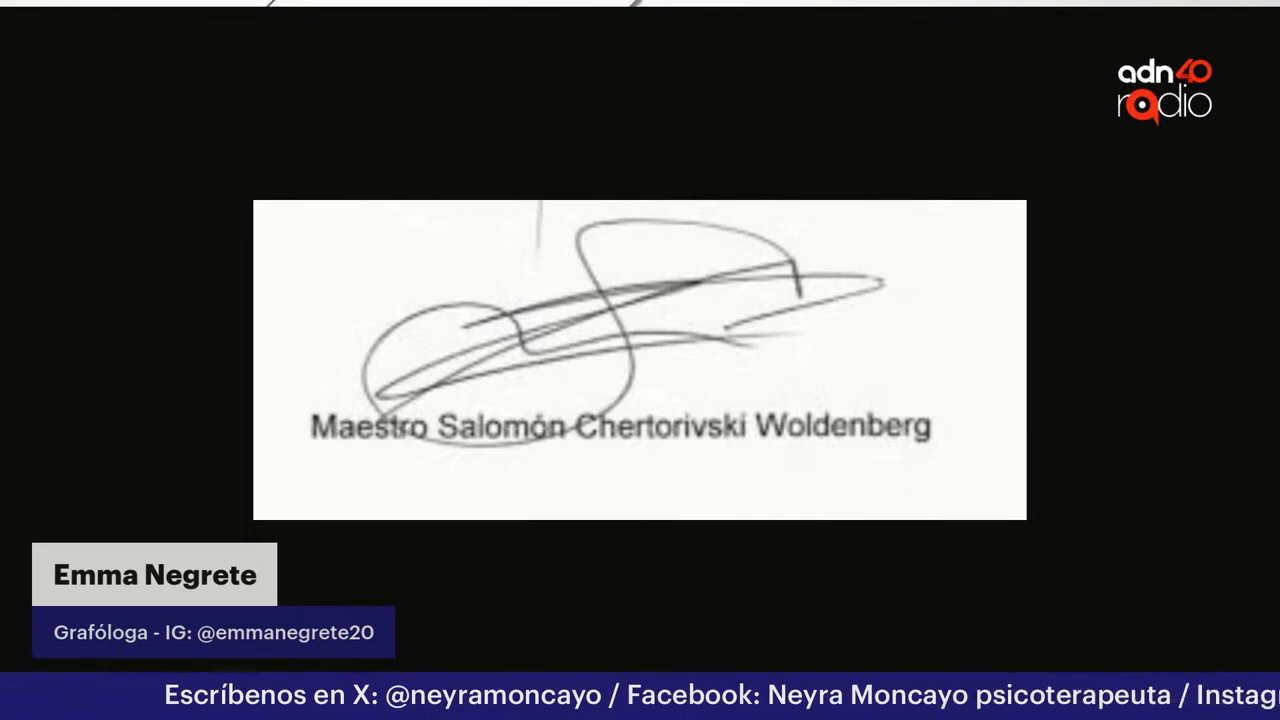 adn40
radio
Maestro Salomón Chertorivski Woldenberg
Emma Negrete
Grafóloga - IG: @emmanegrete20
Escríbenos en X: @neyramoncayo / Facebook: Neyra Moncayo psicoterapeuta / Instag